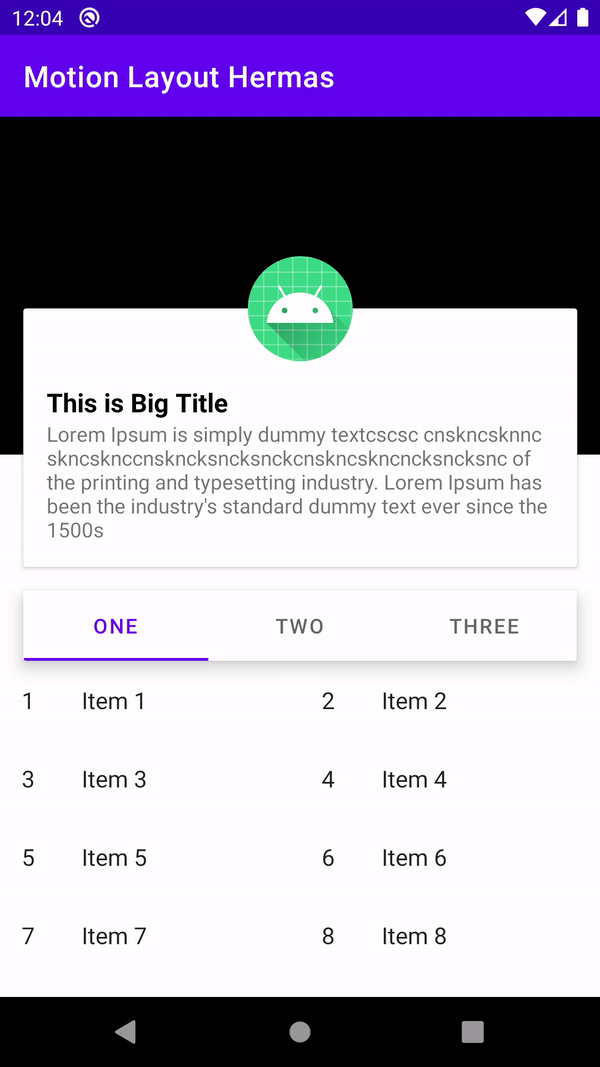 12:04
Motion Layout Hermas
This is Big Title
Lorem Ipsum is simply dummy textcscsc cnskncsknnc
skncsknccnskncksncksnckcnskncskncncksncksnc of
the printing and typesetting industry. Lorem Ipsum has
been the industry's standard dummy text ever since the
1500s
ONE TWO THREE
1 Item 1 2 Item 2
3 Item 3 4 Item 4
5 Item 5 6 Item 6
7 Item 7 8 Item 8